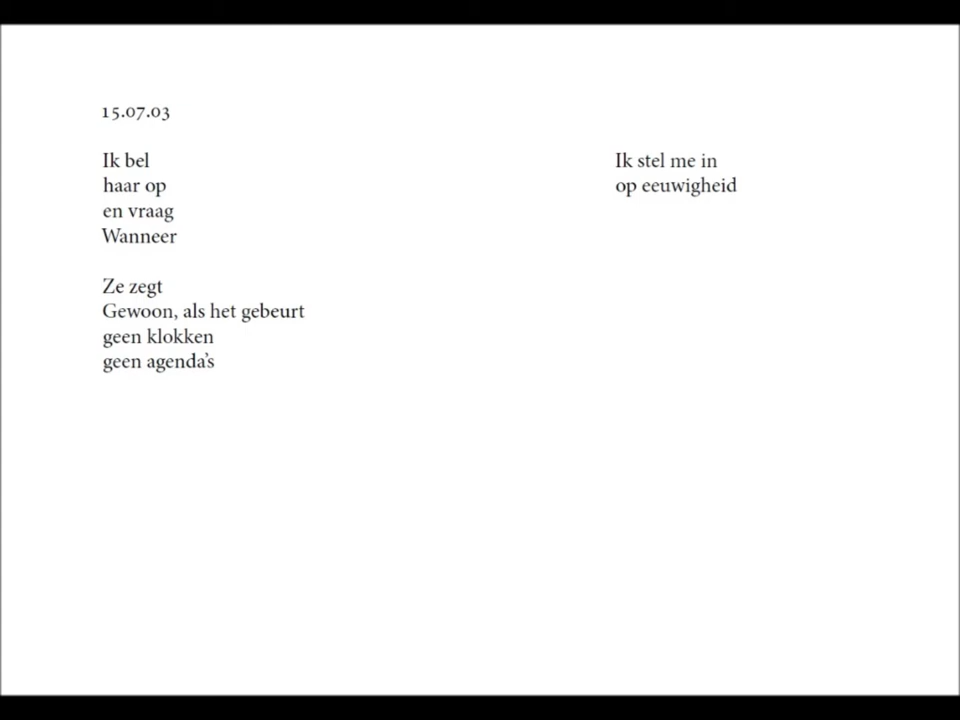 15.07.03
Ik bel
haar op
en vraag
Wanneer
Ze zegt
Gewoon, als het gebeurt
geen klokken
geen agenda's
Ik stel me in
op eeuwigheid